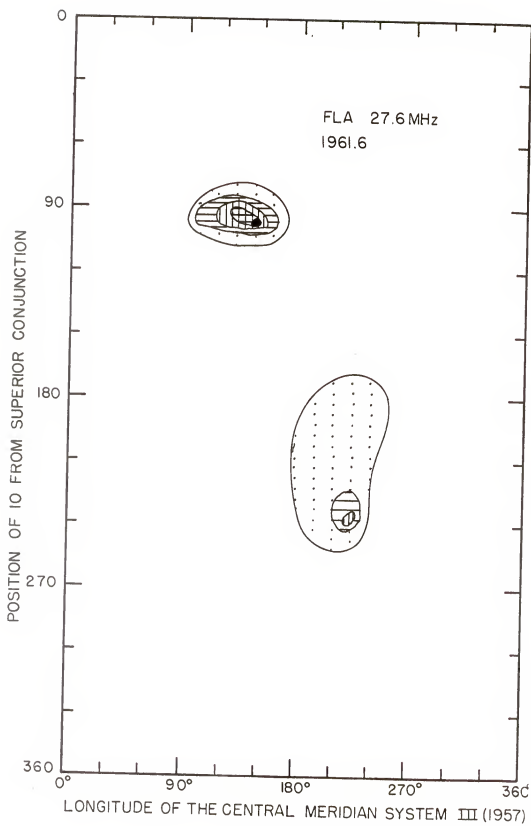 0
FLA 27.6 MHz
1961.6
90
POSITION OF IO FROM SUPERIOR CONJUNCTION
180
270
360
0° 90° 180° 270° 360
LONGITUDE OF THE CENTRAL MERIDIAN SYSTEM III (1957)